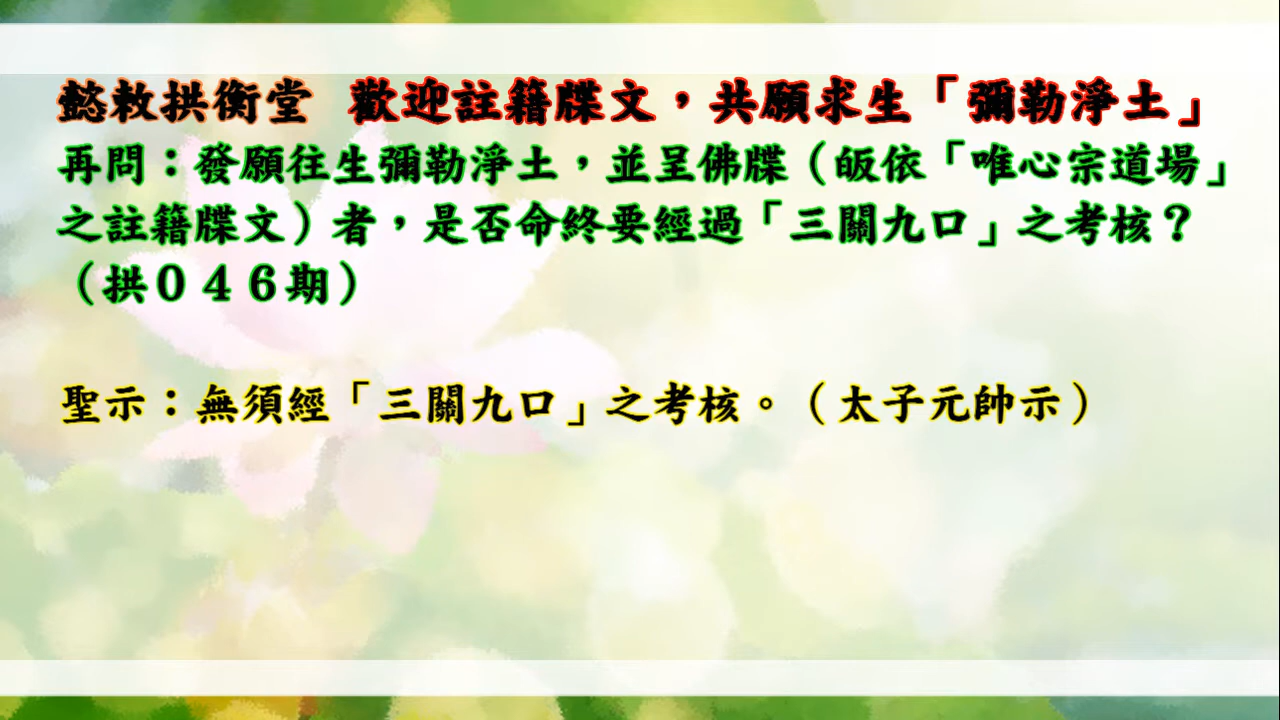 懿敕拱衡堂　歡迎註籍牒文，共願求生「彌勒淨土」
再問：發願往生彌勒淨土，並呈佛牒（皈依「唯心宗道場」
之註籍牒文）者，是否命終要經過「三關九口」之考核？
（拱０４６期）
聖示：無須經「三關九口」之考核。（太子元帥示）